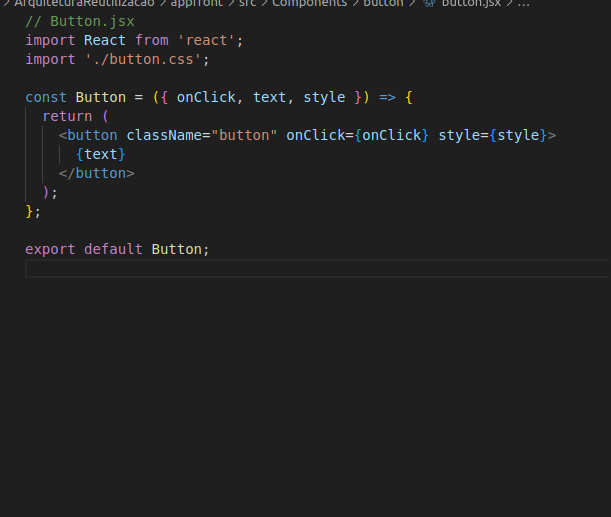 > ArquiteturaReutilizacao > appfront > src > Components > button > button.jsx > ...
// Button.jsx
import React from 'react';
import './button.css';
const Button = ({ onClick, text, style }) => {
return (
<button className="button" onClick={onClick} style={style}>
{text}
</button>
);
};
export default Button;